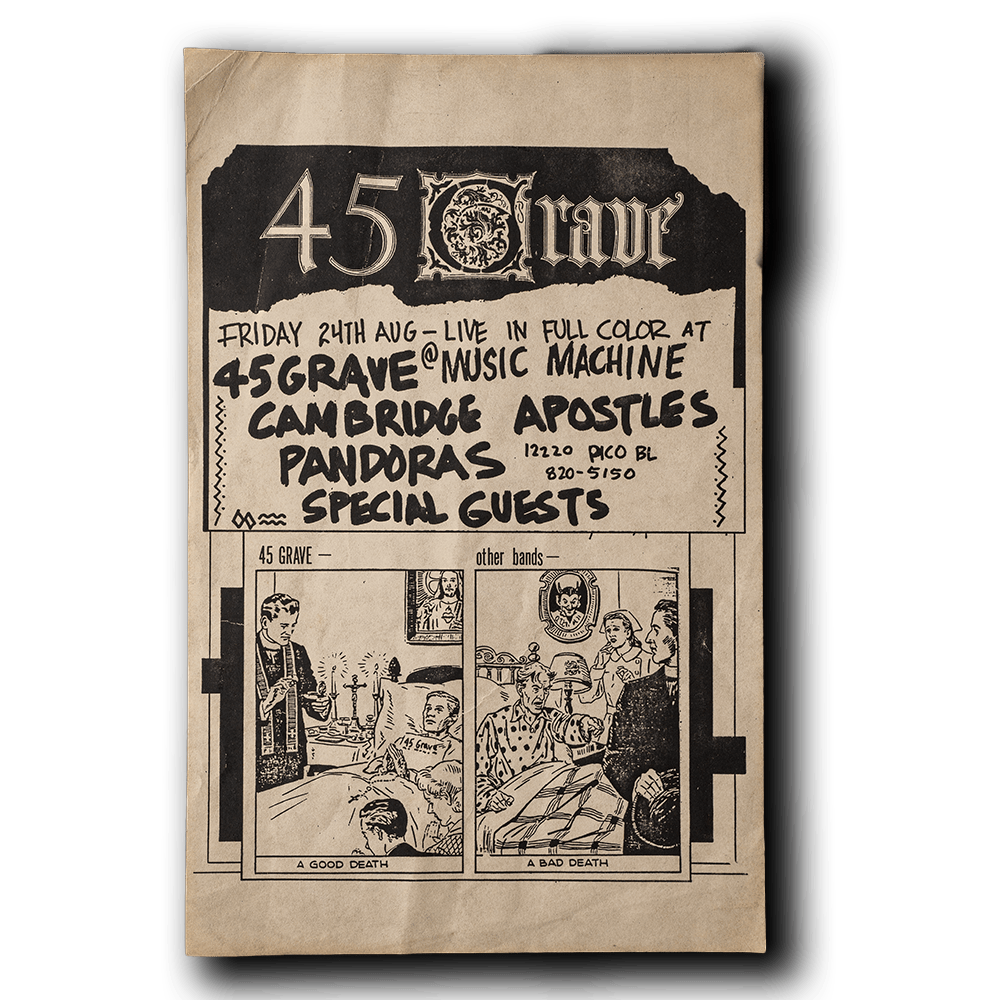 45 Grave
FRIDAY 24TH AUG – LIVE IN FULL COLOR AT
45 GRAVE @ MUSIC MACHINE
CAMBRIDGE APOSTLES
PANDORAS 12220 PICO BL
820-5150
SPECIAL GUESTS
45 GRAVE —
other bands —
45 Grave
A GOOD DEATH
A BAD DEATH